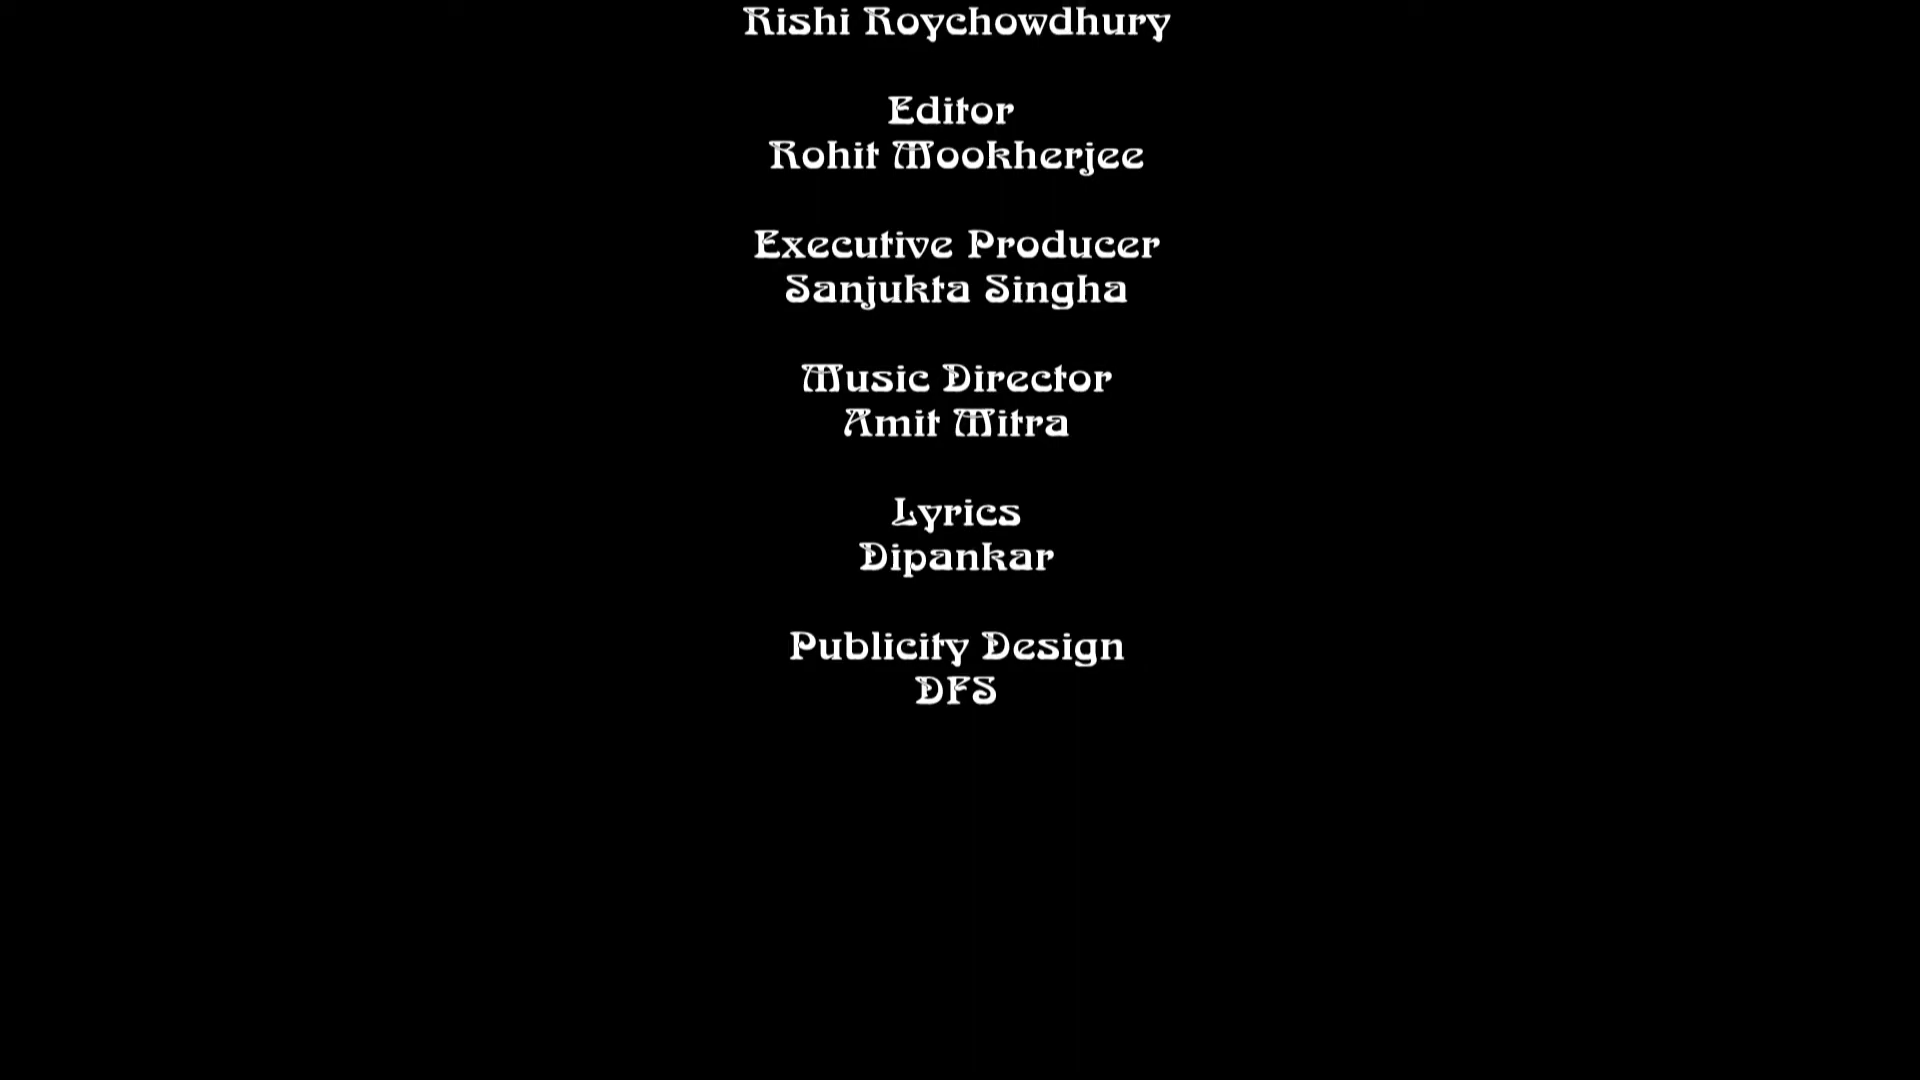 Rishi Roychowdhury
Editor
Rohit Mookherjee
Executive Producer
Sanjukta Singha
Music Director
Amit Mitra
Lyrics
Dipankar
Publicity Design
DFS